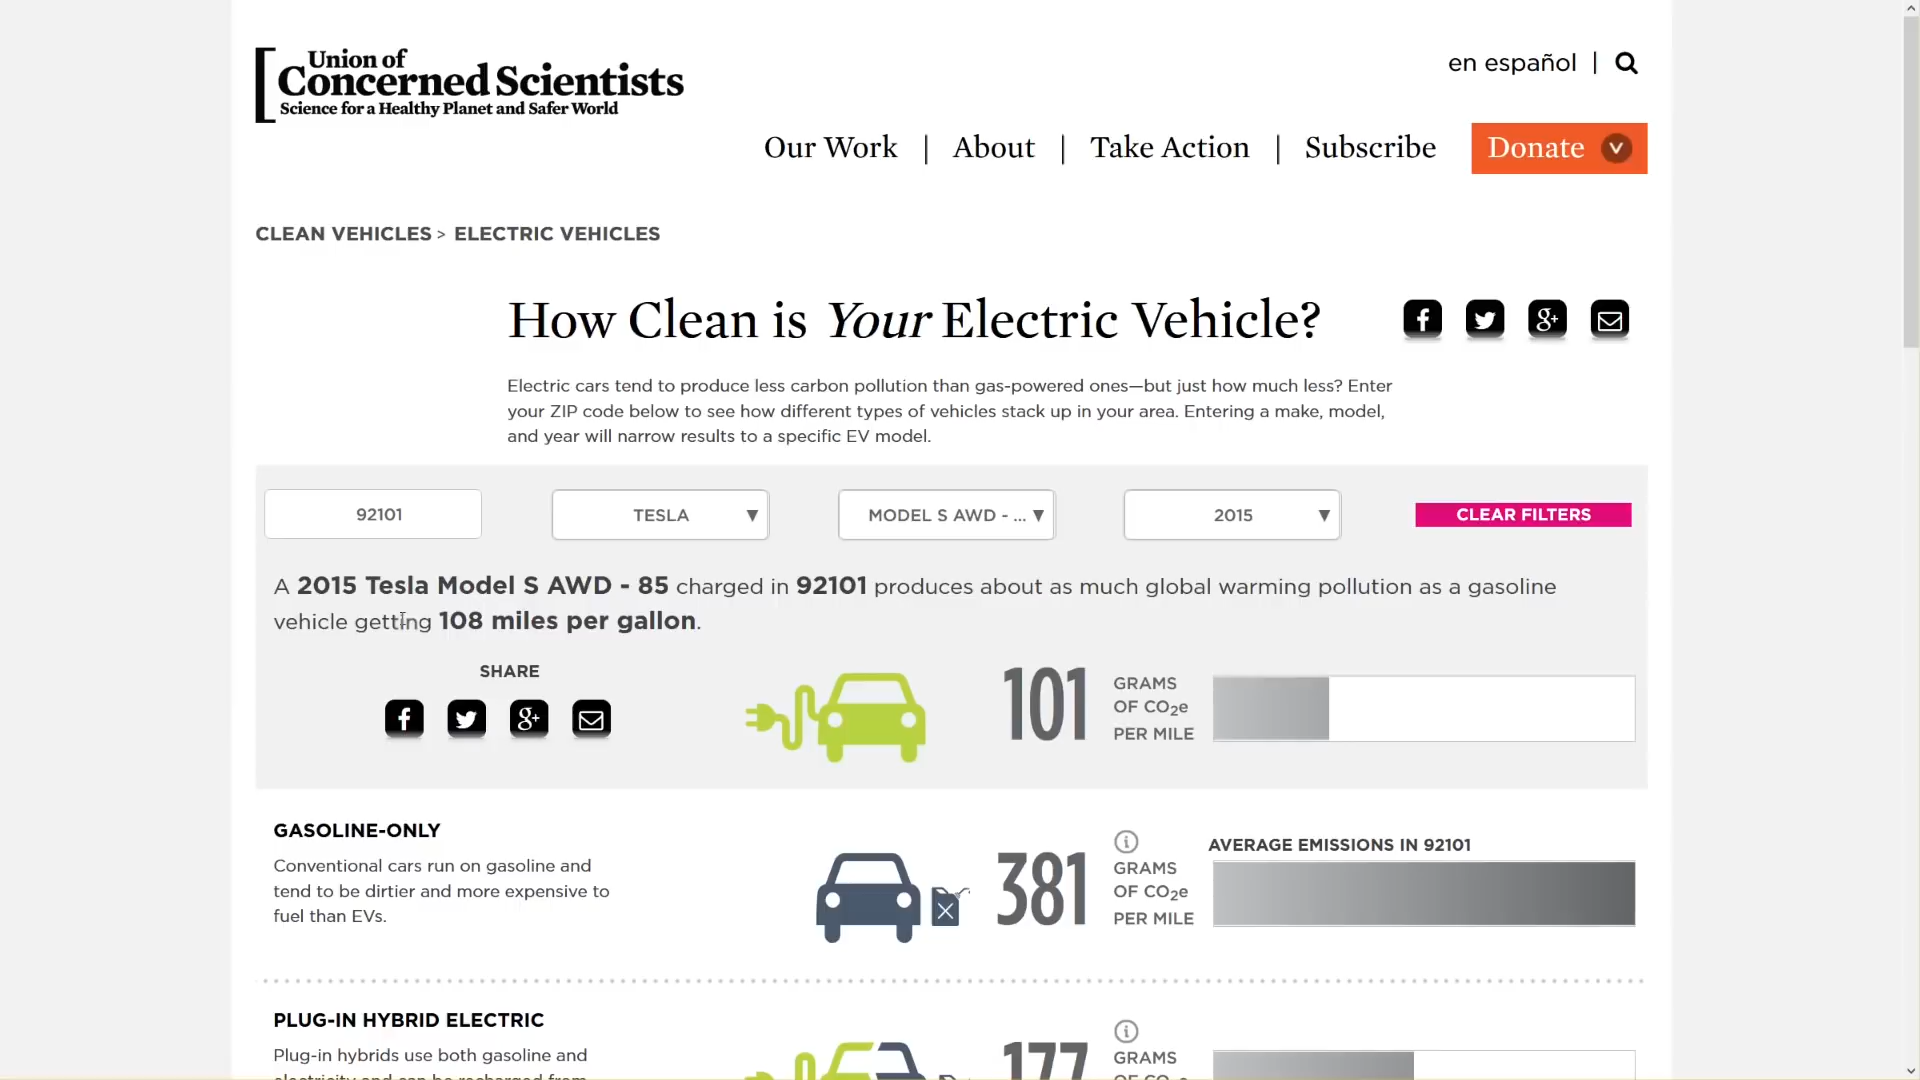 Union of
Concerned Scientists
Science for a Healthy Planet and Safer World
en español |
Our Work | About | Take Action | Subscribe Donate
CLEAN VEHICLES > ELECTRIC VEHICLES
How Clean is Your Electric Vehicle?
Electric cars tend to produce less carbon pollution than gas-powered ones—but just how much less? Enter
your ZIP code below to see how different types of vehicles stack up in your area. Entering a make, model,
and year will narrow results to a specific EV model.
92101 TESLA MODEL S AWD - ... 2015 CLEAR FILTERS
A 2015 Tesla Model S AWD - 85 charged in 92101 produces about as much global warming pollution as a gasoline
vehicle getting 108 miles per gallon.
SHARE
101
GRAMS
OF CO2e
PER MILE
GASOLINE-ONLY
Conventional cars run on gasoline and
tend to be dirtier and more expensive to
fuel than EVs.
381
GRAMS
OF CO2e
PER MILE
AVERAGE EMISSIONS IN 92101
PLUG-IN HYBRID ELECTRIC
Plug-in hybrids use both gasoline and
177
GRAMS